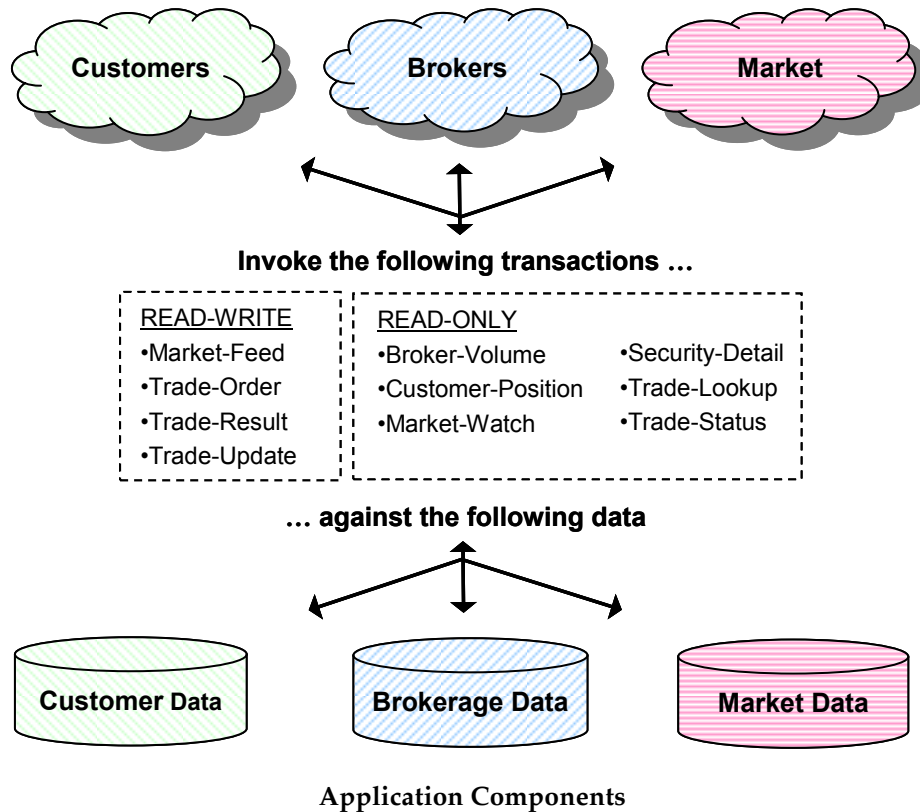 Customers
Brokers
Market
Invoke the following transactions ...
READ-WRITE
•Market-Feed
•Trade-Order
•Trade-Result
•Trade-Update
READ-ONLY
•Broker-Volume
•Customer-Position
•Market-Watch
•Security-Detail
•Trade-Lookup
•Trade-Status
... against the following data
Customer Data
Brokerage Data
Market Data
Application Components